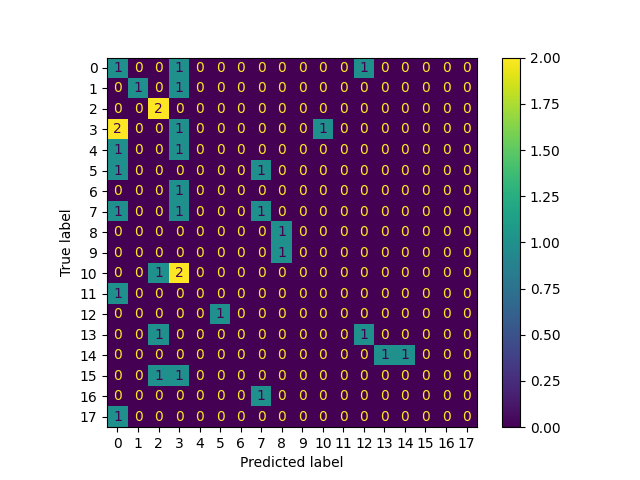 0 1 0 0 1 0 0 0 0 0 0 0 0 1 0 0 0 0 0 2.00
1 0 1 0 1 0 0 0 0 0 0 0 0 0 0 0 0 0 0 1.75
2 0 0 2 0 0 0 0 0 0 0 0 0 0 0 0 0 0 0
3 2 0 0 1 0 0 0 0 0 0 1 0 0 0 0 0 0 0 1.50
4 1 0 0 1 0 0 0 0 0 0 0 0 0 0 0 0 0 0
5 1 0 0 0 0 0 0 1 0 0 0 0 0 0 0 0 0 0 1.25
6 0 0 0 1 0 0 0 0 0 0 0 0 0 0 0 0 0 0
7 1 0 0 1 0 0 0 1 0 0 0 0 0 0 0 0 0 0
8 0 0 0 0 0 0 0 0 1 0 0 0 0 0 0 0 0 0
True label
9 0 0 0 0 0 0 0 0 1 0 0 0 0 0 0 0 0 0 1.00
10 0 0 1 2 0 0 0 0 0 0 0 0 0 0 0 0 0 0
11 1 0 0 0 0 0 0 0 0 0 0 0 0 0 0 0 0 0 0.75
12 0 0 0 0 0 1 0 0 0 0 0 0 0 0 0 0 0 0
13 0 0 1 0 0 0 0 0 0 0 0 0 1 0 0 0 0 0 0.50
14 0 0 0 0 0 0 0 0 0 0 0 0 0 1 1 0 0 0
15 0 0 1 1 0 0 0 0 0 0 0 0 0 0 0 0 0 0 0.25
16 0 0 0 0 0 0 0 1 0 0 0 0 0 0 0 0 0 0
17 1 0 0 0 0 0 0 0 0 0 0 0 0 0 0 0 0 0 0.00
0 1 2 3 4 5 6 7 8 9 10 11 12 13 14 15 16 17
Predicted label